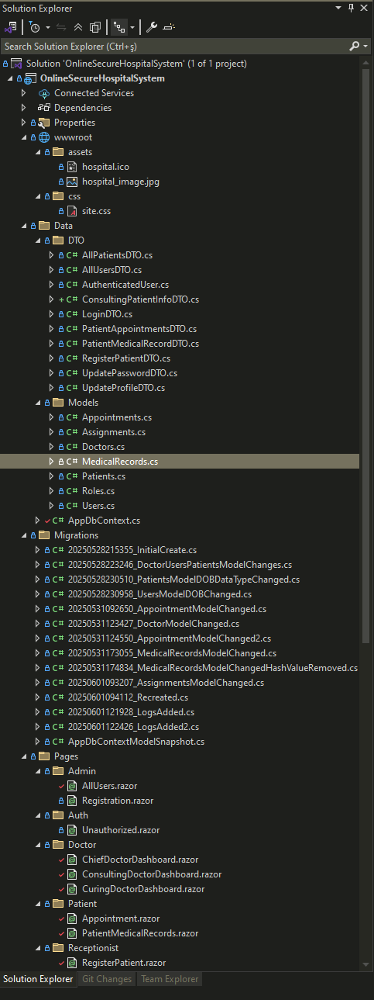 Solution Explorer
Search Solution Explorer (Ctrl+ş)
Solution 'OnlineSecureHospitalSystem' (1 of 1 project)
OnlineSecureHospitalSystem
Connected Services
Dependencies
Properties
wwwroot
assets
hospital.ico
hospital_image.jpg
css
site.css
Data
DTO
C# AllPatientsDTO.cs
C# AllUsersDTO.cs
C# AuthenticatedUser.cs
+ C# ConsultingPatientInfoDTO.cs
C# LoginDTO.cs
C# PatientAppointmentsDTO.cs
C# PatientMedicalRecordDTO.cs
C# RegisterPatientDTO.cs
C# UpdatePasswordDTO.cs
C# UpdateProfileDTO.cs
Models
C# Appointments.cs
C# Assignments.cs
C# Doctors.cs
C# MedicalRecords.cs
C# Patients.cs
C# Roles.cs
C# Users.cs
C# AppDbContext.cs
Migrations
C# 20250528215355_InitialCreate.cs
C# 20250528223246_DoctorUsersPatientsModelChanges.cs
C# 20250528230510_PatientsModelDOBDataTypeChanged.cs
C# 20250528230958_UsersModelDOBChanged.cs
C# 20250531092650_AppointmentModelChanged.cs
C# 20250531123427_DoctorModelChanged.cs
C# 20250531124550_AppointmentModelChanged2.cs
C# 20250531173055_MedicalRecordsModelChanged.cs
C# 20250531174834_MedicalRecordsModelChangedHashValueRemoved.cs
C# 20250601093207_AssignmentsModelChanged.cs
C# 20250601094112_Recreated.cs
C# 20250601121928_LogsAdded.cs
C# 20250601122426_LogsAdded2.cs
C# AppDbContextModelSnapshot.cs
Pages
Admin
AllUsers.razor
Registration.razor
Auth
Unauthorized.razor
Doctor
ChiefDoctorDashboard.razor
ConsultingDoctorDashboard.razor
CuringDoctorDashboard.razor
Patient
Appointment.razor
PatientMedicalRecords.razor
Receptionist
RegisterPatient.razor
Solution Explorer Git Changes Team Explorer